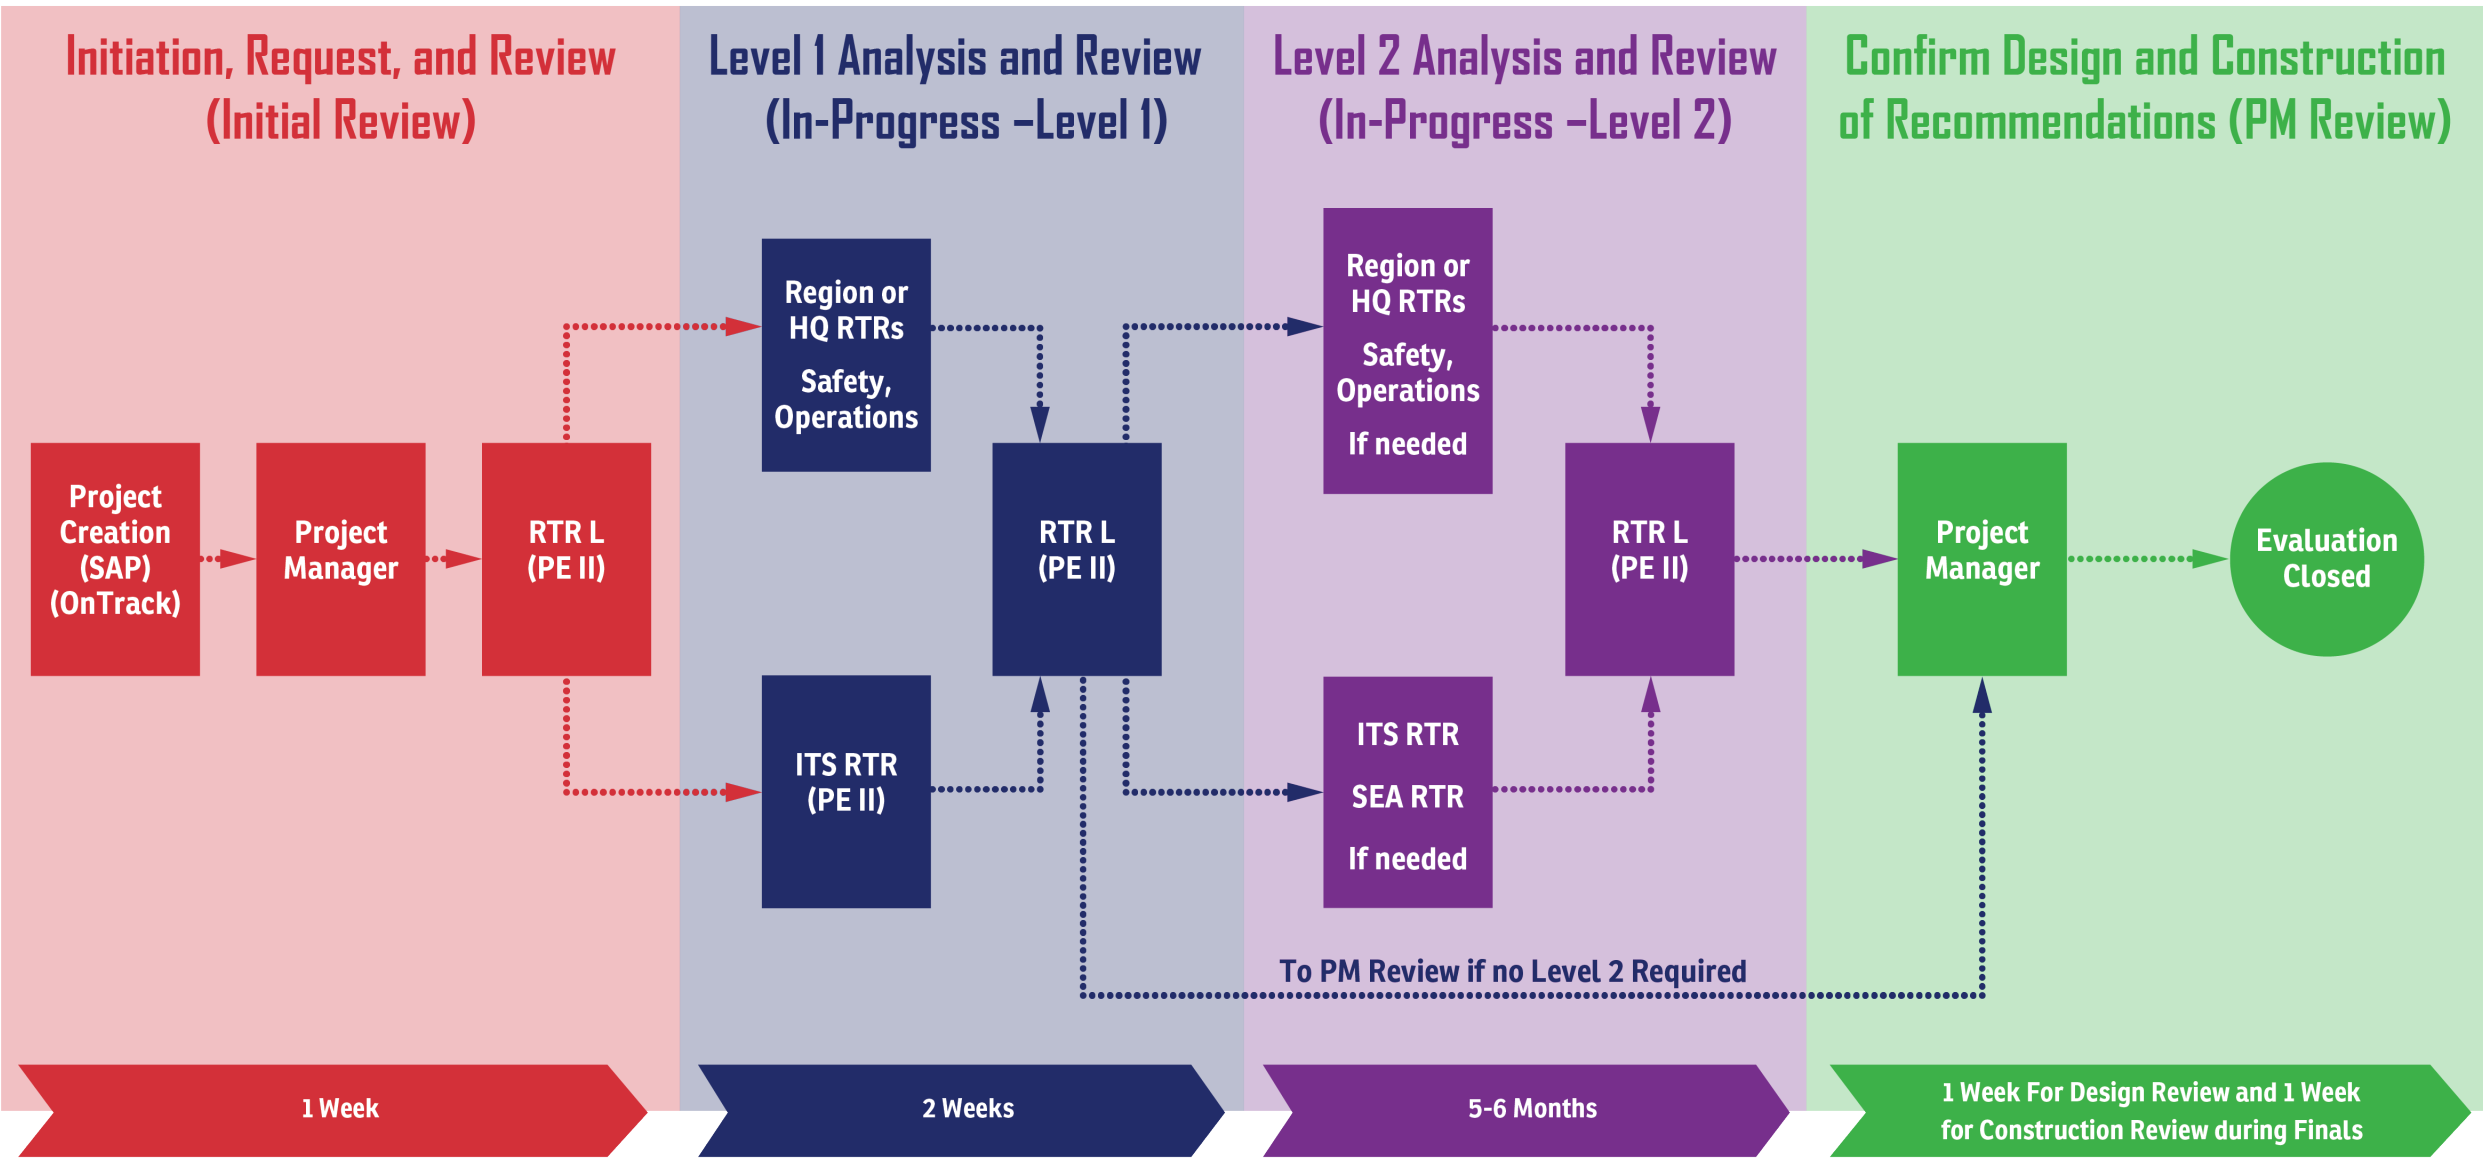 Initiation, Request, and Review
(Initial Review)
Level 1 Analysis and Review
(In-Progress –Level 1)
Level 2 Analysis and Review
(In-Progress –Level 2)
Confirm Design and Construction
of Recommendations (PM Review)
Project
Creation
(SAP)
(OnTrack)
Project
Manager
RTR L
(PE II)
Region or
HQ RTRs
Safety,
Operations
ITS RTR
(PE II)
RTR L
(PE II)
Region or
HQ RTRs
Safety,
Operations
If needed
ITS RTR
SEA RTR
If needed
RTR L
(PE II)
Project
Manager
Evaluation
Closed
To PM Review if no Level 2 Required
1 Week
2 Weeks
5-6 Months
1 Week For Design Review and 1 Week
for Construction Review during Finals